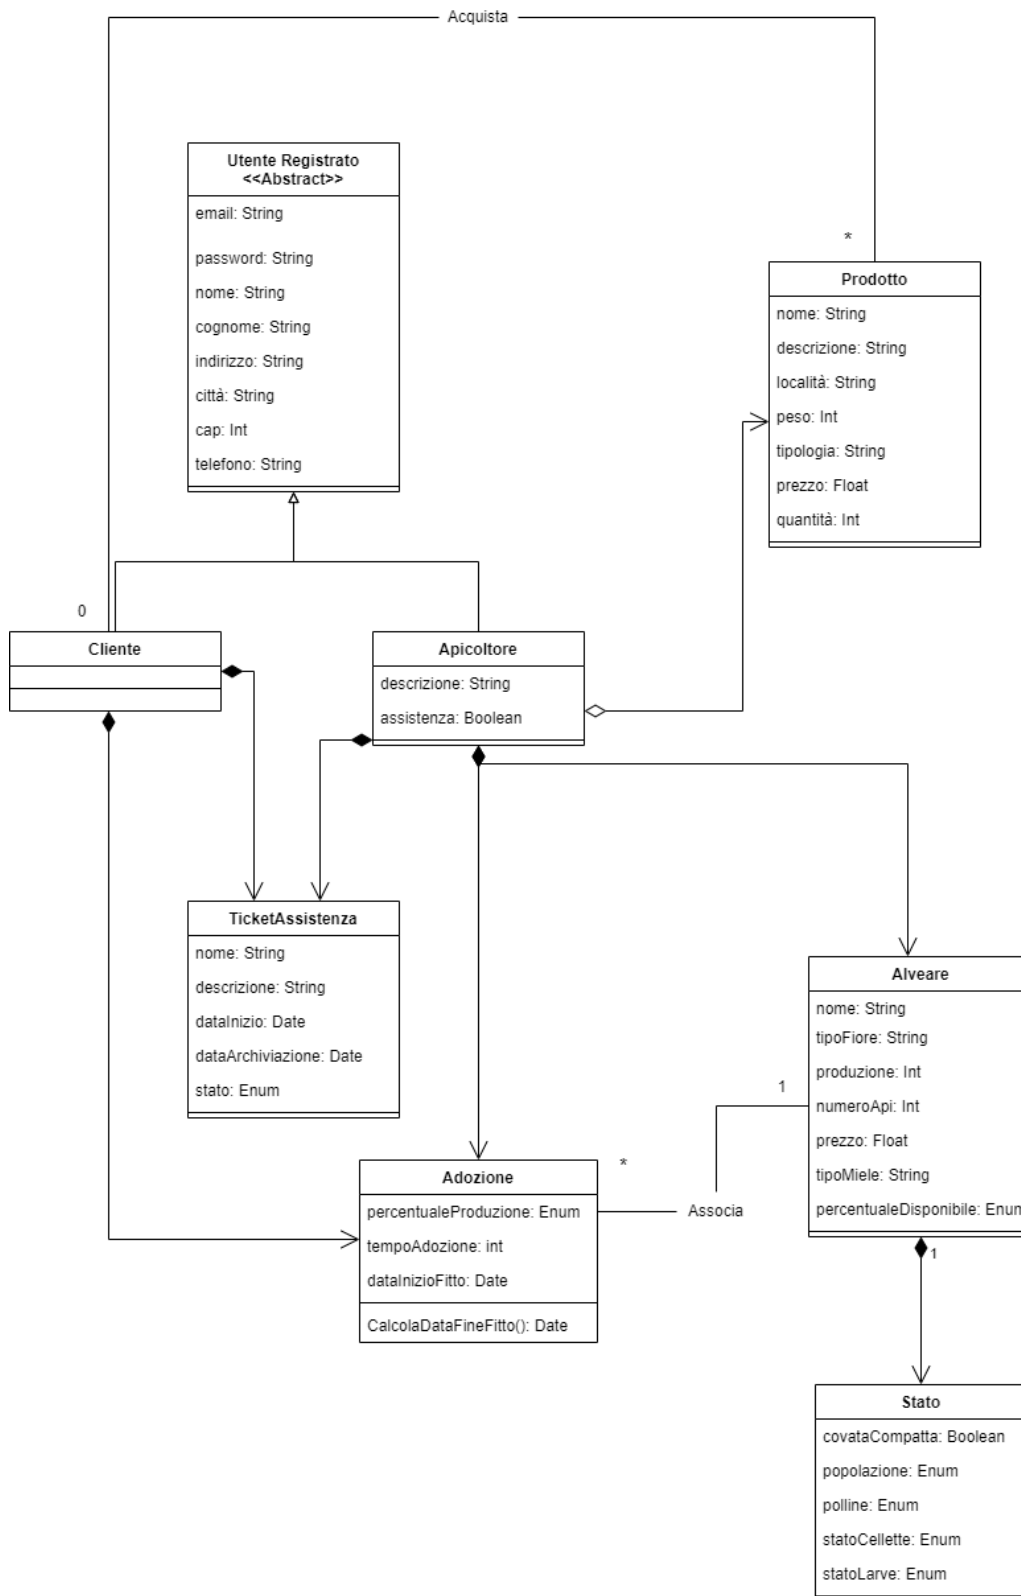 Acquista
Utente Registrato
<<Abstract>>
email: String
password: String
nome: String
cognome: String
indirizzo: String
città: String
cap: Int
telefono: String
*
Prodotto
nome: String
descrizione: String
località: String
peso: Int
tipologia: String
prezzo: Float
quantità: Int
0
Cliente
Apicoltore
descrizione: String
assistenza: Boolean
TicketAssistenza
nome: String
descrizione: String
dataInizio: Date
dataArchiviazione: Date
stato: Enum
Alveare
nome: String
tipoFiore: String
produzione: Int
numeroApi: Int
prezzo: Float
tipoMiele: String
percentualeDisponibile: Enum
1
*
Associa
Adozione
percentualeProduzione: Enum
tempoAdozione: int
dataInizioFitto: Date
CalcolaDataFineFitto(): Date
1
Stato
covataCompatta: Boolean
popolazione: Enum
polline: Enum
statoCellette: Enum
statoLarve: Enum